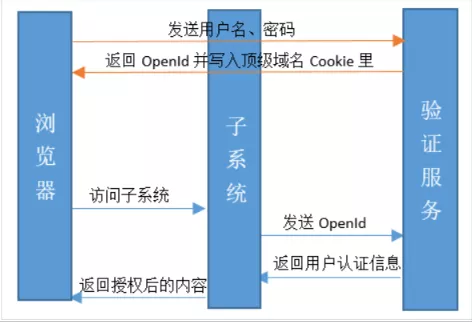 发送用户名、密码
返回 OpenId 并写入顶级域名 Cookie 里
浏览器
子系统
验证服务
访问子系统
发送 OpenId
返回用户认证信息
返回授权后的内容